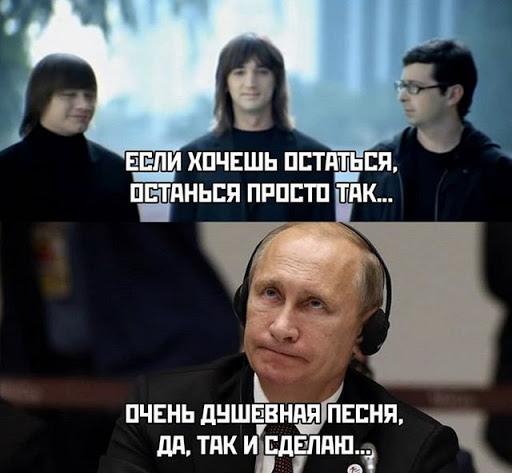 ЕСЛИ ХОЧЕШЬ ОСТАТЬСЯ,
ОСТАНЬСЯ ПРОСТО ТАК...
ОЧЕНЬ ДУШЕВНАЯ ПЕСНЯ,
ДА, ТАК И СДЕЛАЮ...